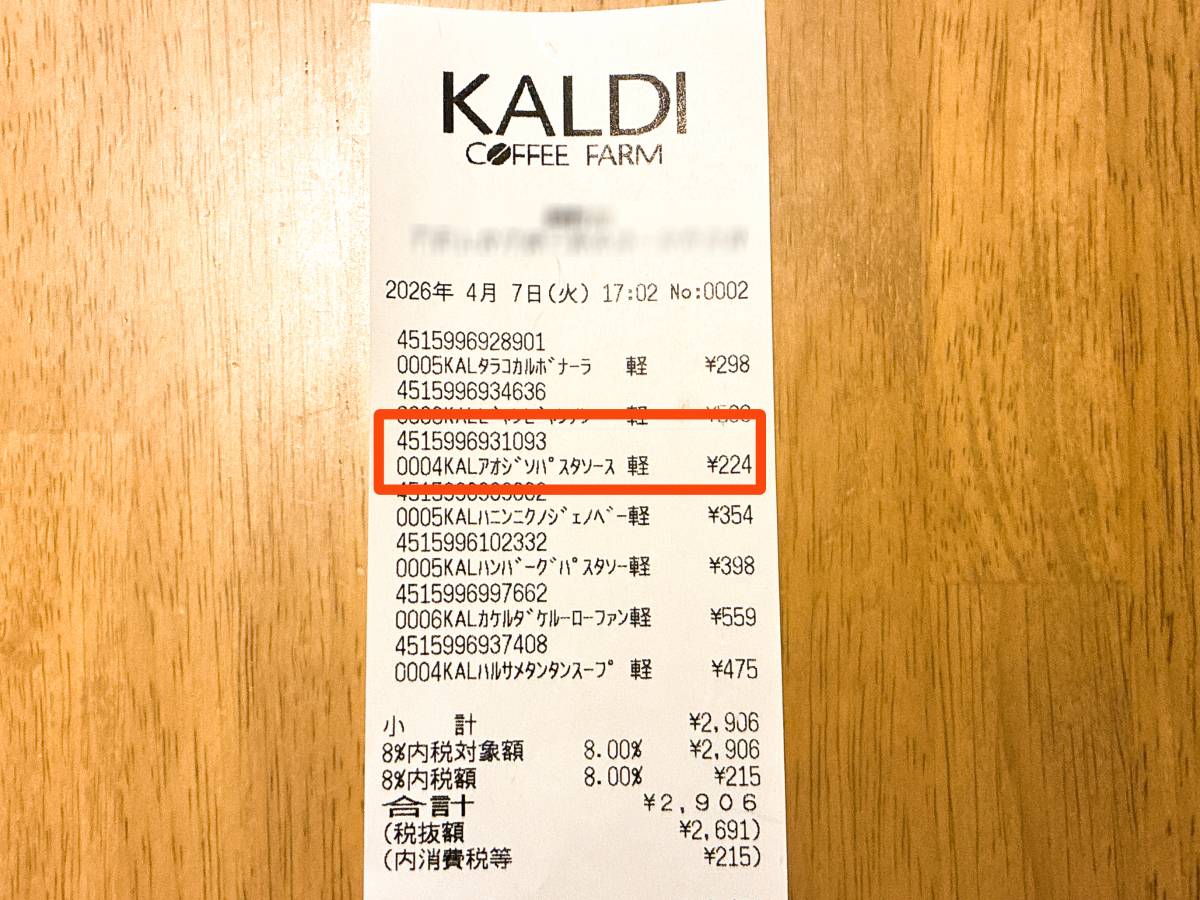 KALDI
COFFEE FARM
2026年 4月 7日(火) 17:02 No:0002
4515996928901
0005KALﾀﾗｺｶﾙﾎﾞﾅｰﾗ 軽 ¥298
4515996934636
軽
4515996931093
0004KALｱｵｼﾞｿﾊﾟｽﾀｿｰｽ 軽 ¥224
0005KALﾊﾆﾝﾆｸﾉｼﾞｪﾉﾍﾞｰ軽 ¥354
4515996102332
0005KALﾊﾝﾊﾞｰｸﾞﾊﾟｽﾀｿｰ軽 ¥398
4515996997662
0006KALｶｹﾙﾀﾞｹﾙｰﾛｰﾌｧﾝ軽 ¥559
4515996937408
0004KALﾊﾙｻﾒﾀﾝﾀﾝｽｰﾌﾟ 軽 ¥475
小 計 ¥2,906
8%内税対象額 8.00% ¥2,906
8%内税額 8.00% ¥215
合計 ¥2,906
(税抜額 ¥2,691)
(内消費税等 ¥215)